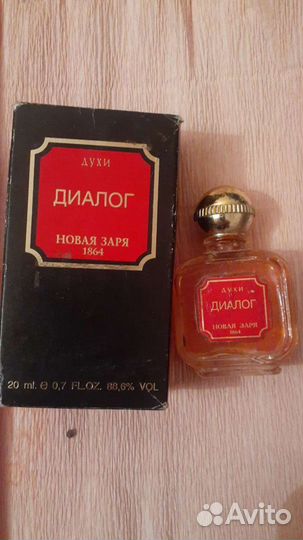 ДУХИ
ДИАЛОГ
НОВАЯ ЗАРЯ
1864
20 ml. ℮ 0,7 FL.OZ. 88,6% VOL
ДУХИ
ДИАЛОГ
НОВАЯ ЗАРЯ
1864
Avito